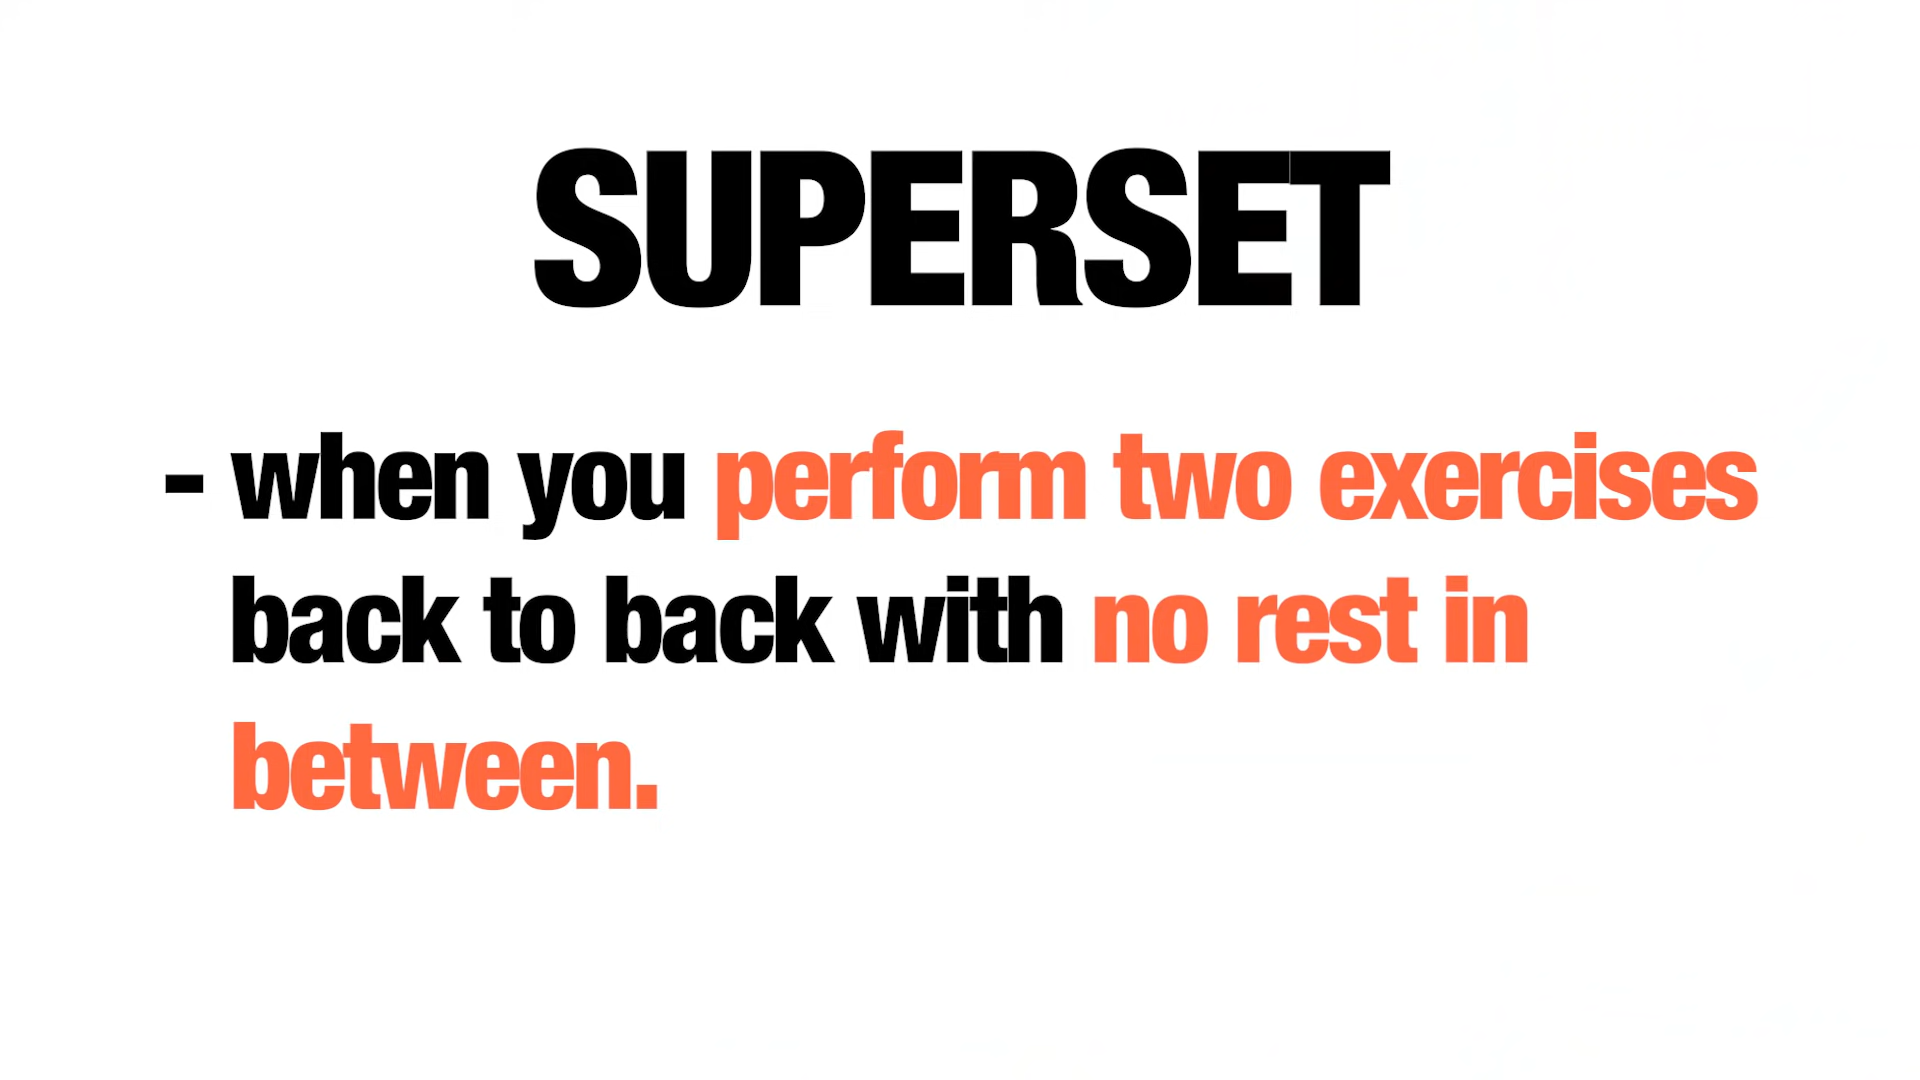 SUPERSET
- when you perform two exercises
back to back with no rest in
between.